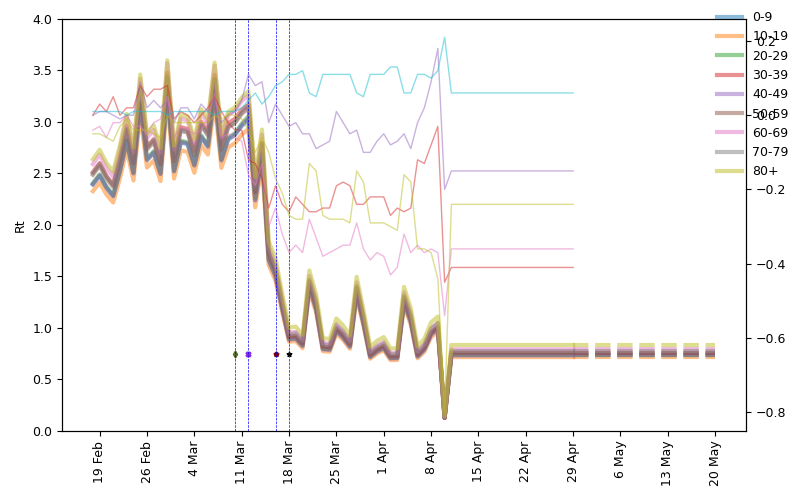 4.0
3.5
3.0
2.5
2.0
1.5
1.0
0.5
0.0
Rt
19 Feb
26 Feb
4 Mar
11 Mar
18 Mar
25 Mar
1 Apr
8 Apr
15 Apr
22 Apr
29 Apr
6 May
13 May
20 May
0.2
0.0
−0.2
−0.4
−0.6
−0.8
0-9
10-19
20-29
30-39
40-49
50-59
60-69
70-79
80+